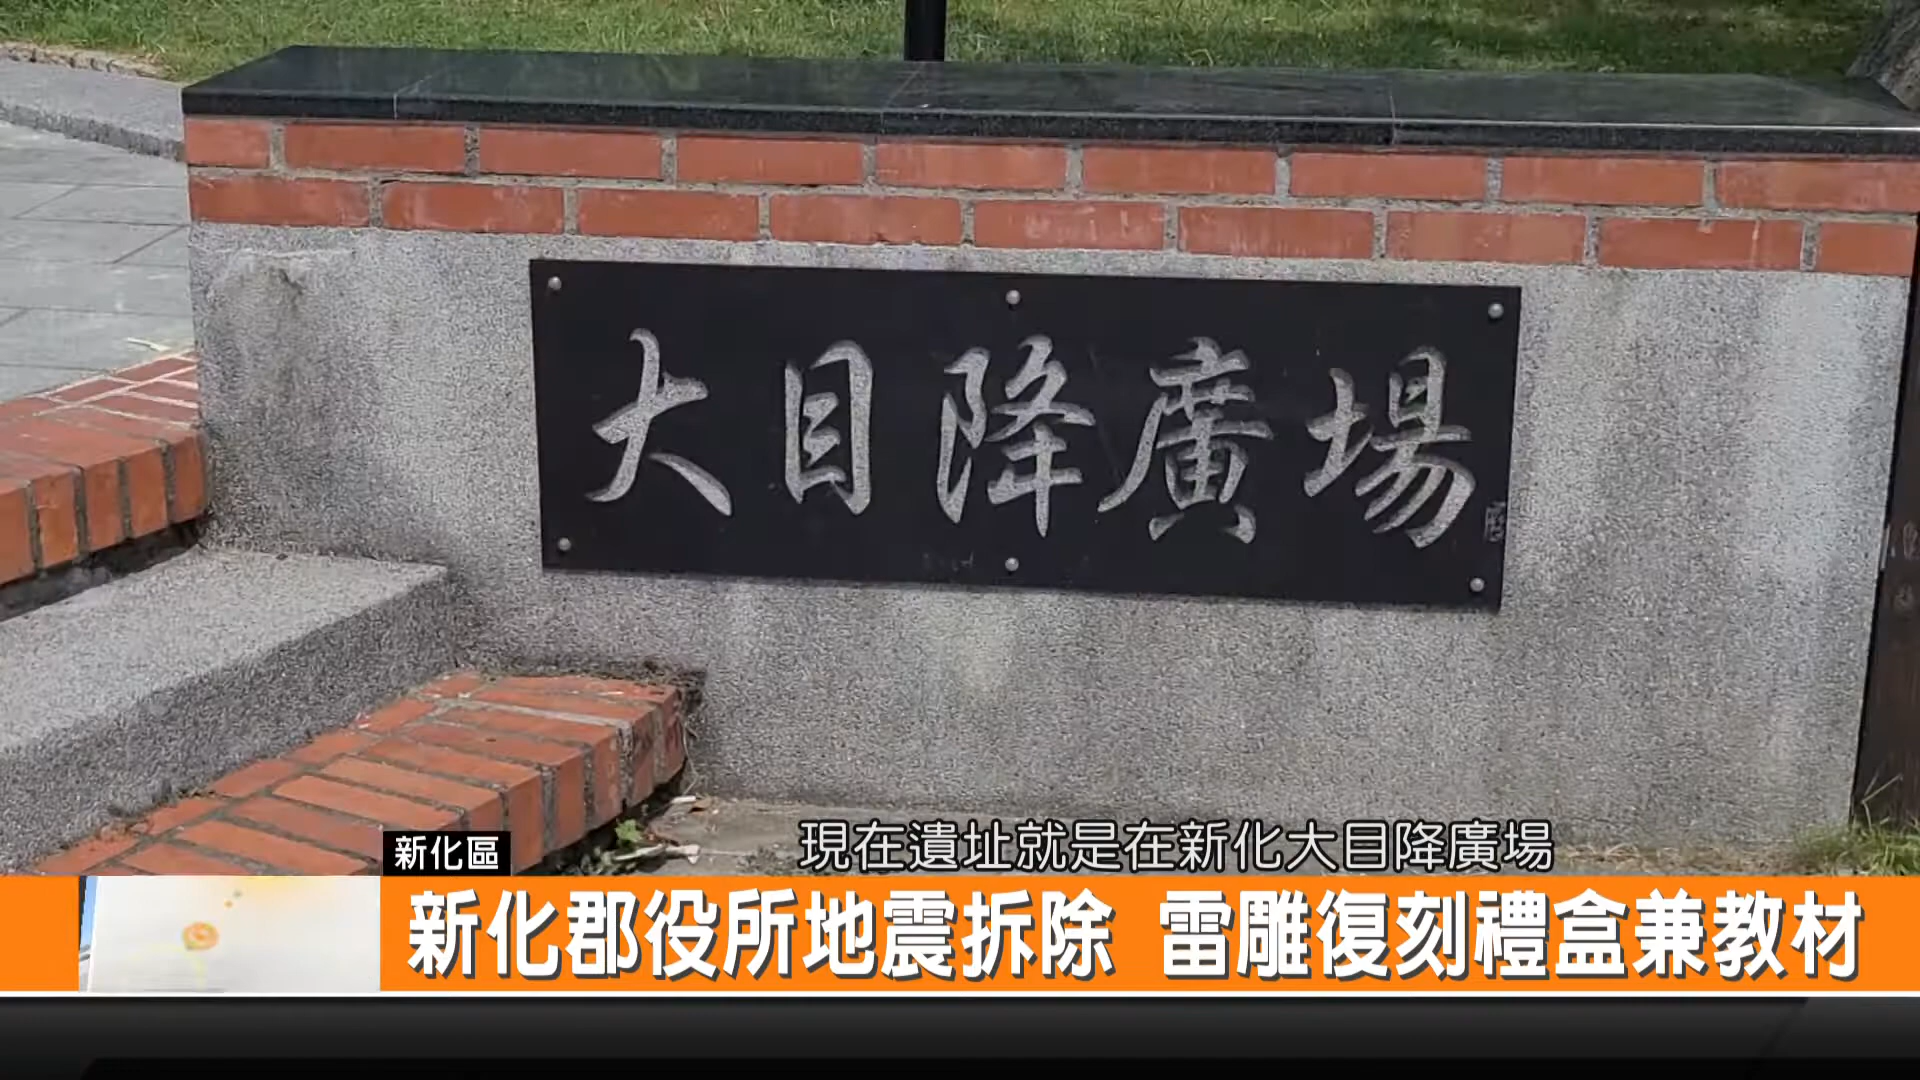 大目降廣場
現在遺址就是在新化大目降廣場
新化區
新化郡役所地震拆除 雷雕復刻禮盒兼教材